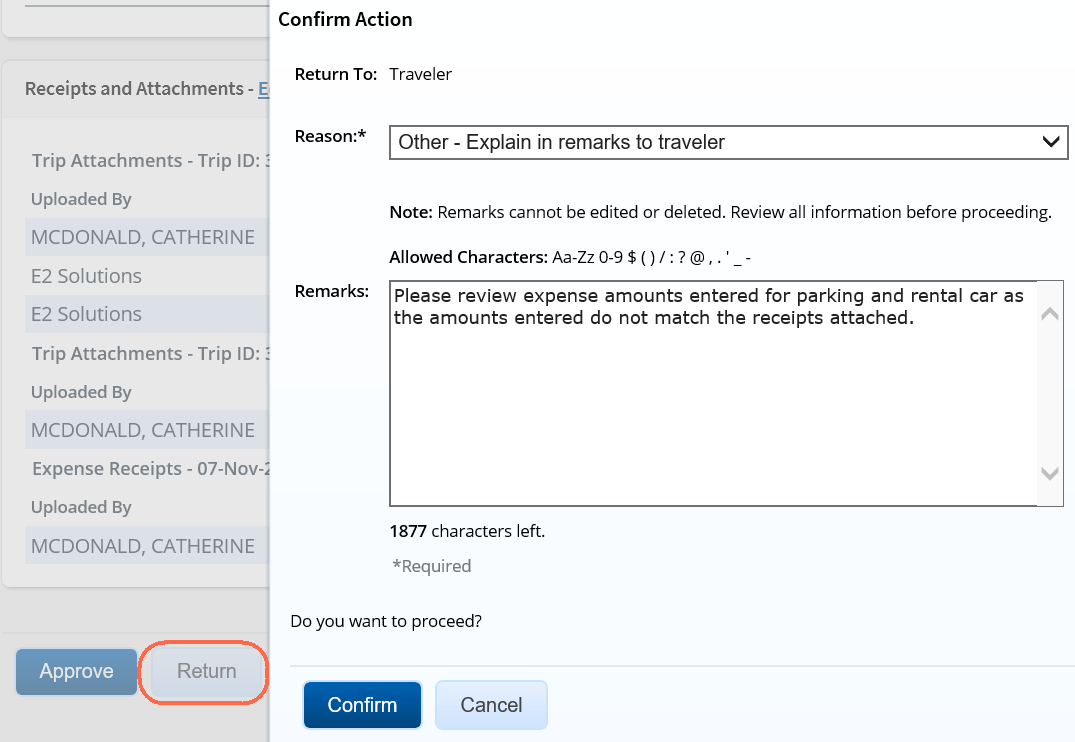 Receipts and Attachments - E
Trip Attachments - Trip ID: 3
Uploaded By
MCDONALD, CATHERINE
E2 Solutions
E2 Solutions
Trip Attachments - Trip ID: 3
Uploaded By
MCDONALD, CATHERINE
Expense Receipts - 07-Nov-2
Uploaded By
MCDONALD, CATHERINE
Approve
Return
Confirm Action
Return To: Traveler
Reason:* Other - Explain in remarks to traveler
Note: Remarks cannot be edited or deleted. Review all information before proceeding.
Allowed Characters: Aa-Zz 0-9 $ ( ) / : ? @ , . ' _ -
Remarks: Please review expense amounts entered for parking and rental car as
the amounts entered do not match the receipts attached.
1877 characters left.
*Required
Do you want to proceed?
Confirm
Cancel